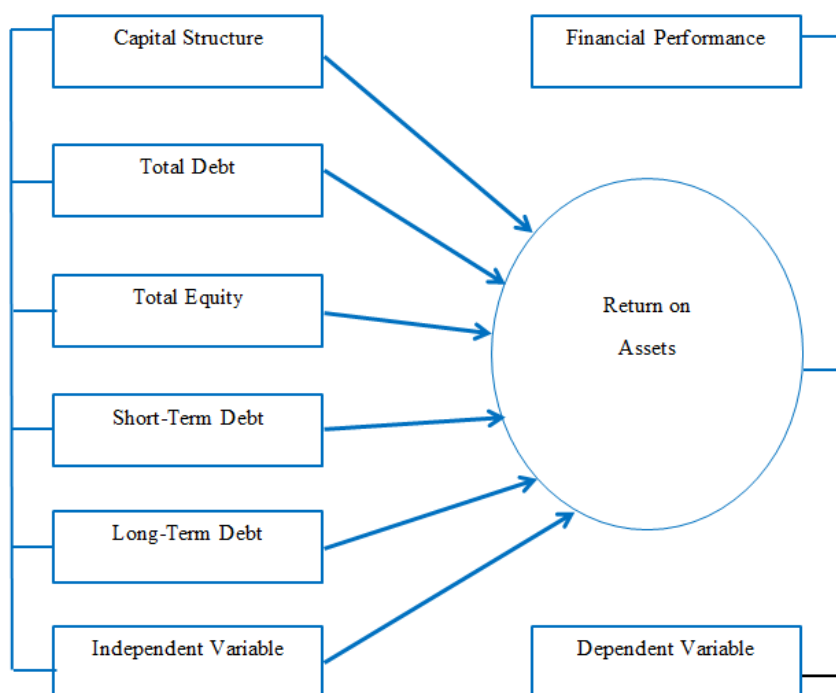 Capital Structure
Financial Performance
Total Debt
Total Equity
Return on
Assets
Short-Term Debt
Long-Term Debt
Independent Variable
Dependent Variable